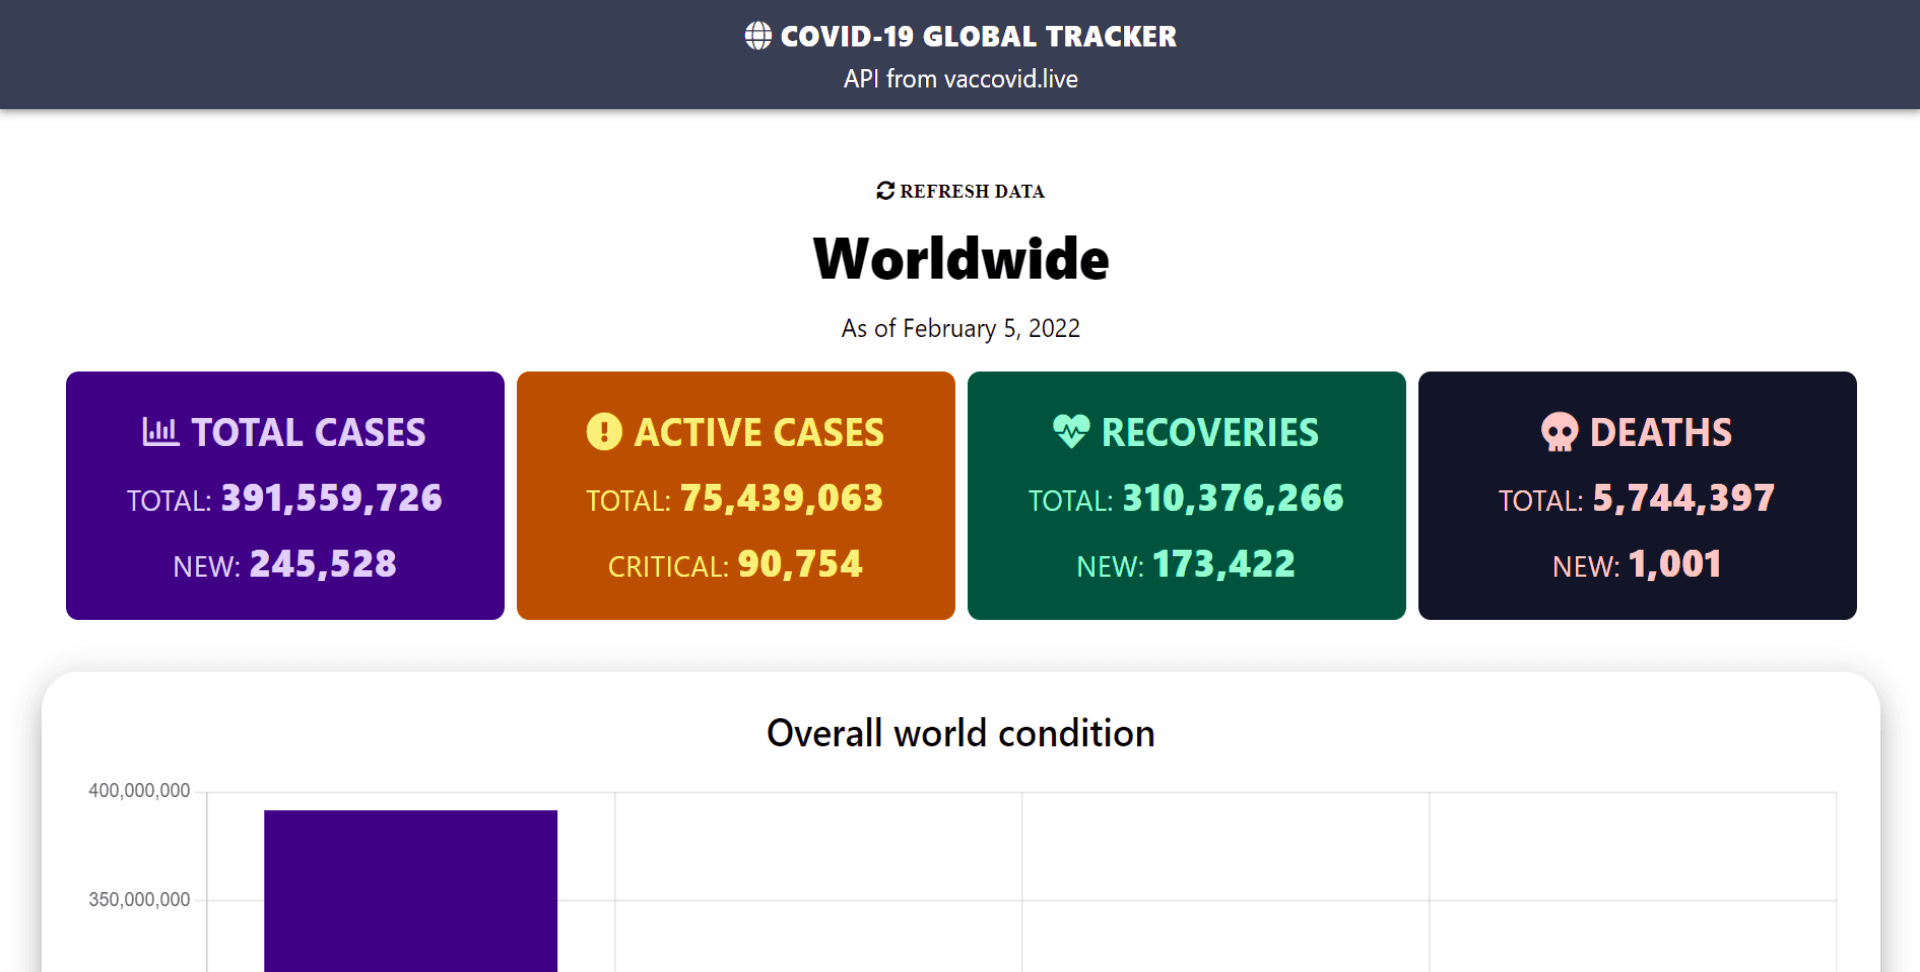 COVID-19 GLOBAL TRACKER
API from vaccovid.live
REFRESH DATA
Worldwide
As of February 5, 2022
TOTAL CASES
TOTAL: 391,559,726
NEW: 245,528
ACTIVE CASES
TOTAL: 75,439,063
CRITICAL: 90,754
RECOVERIES
TOTAL: 310,376,266
NEW: 173,422
DEATHS
TOTAL: 5,744,397
NEW: 1,001
Overall world condition
400,000,000
350,000,000